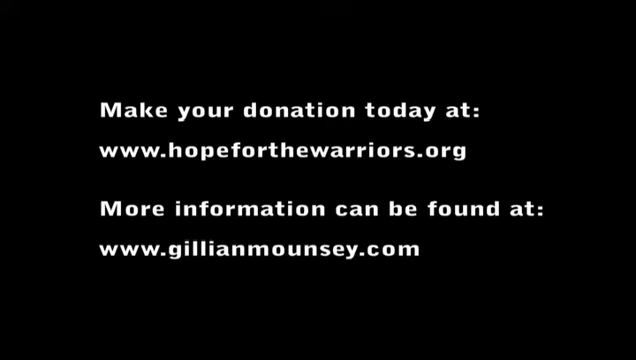 Make your donation today at:
www.hopeforthewarriors.org
More information can be found at:
www.gillianmounsey.com